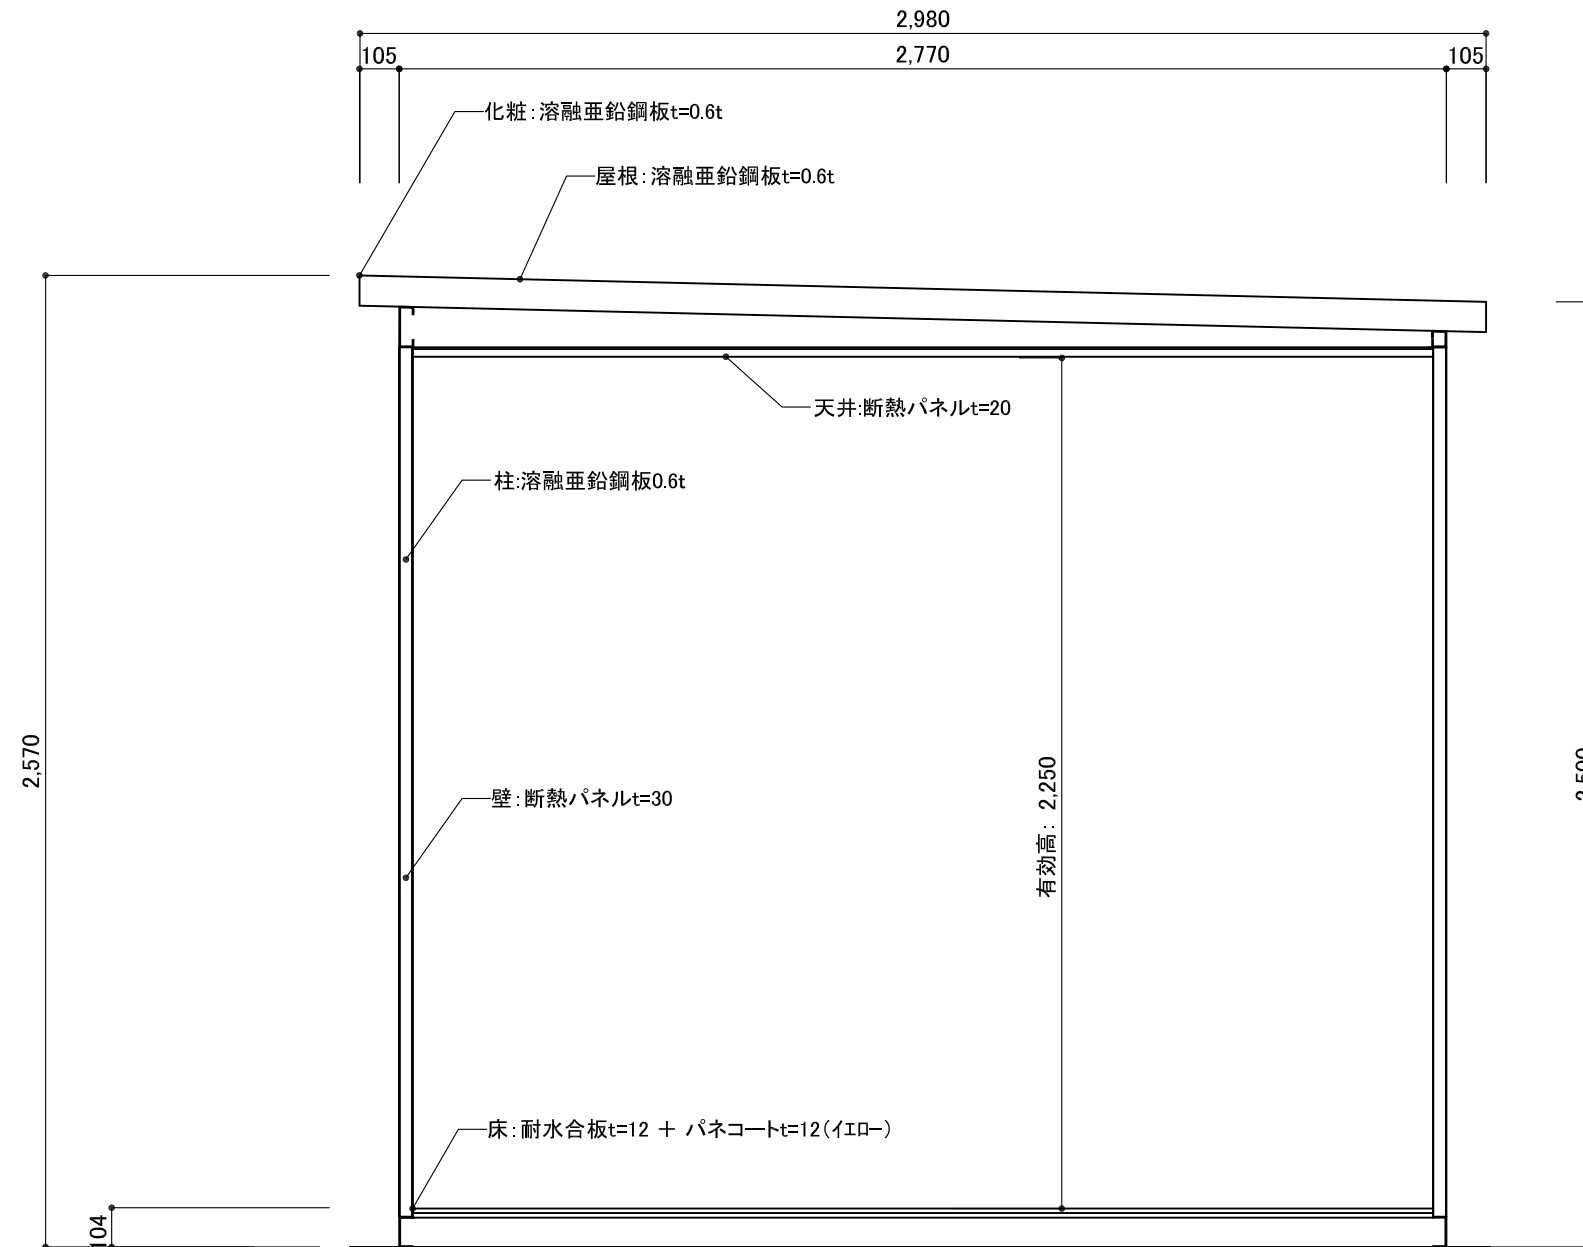 2,980
105
2,770
105
化粧:溶融亜鉛鋼板t=0.6t
屋根:溶融亜鉛鋼板t=0.6t
天井:断熱パネルt=20
柱:溶融亜鉛鋼板0.6t
2,570
有効高: 2,250
壁:断熱パネルt=30
床:耐水合板t=12 + パネコートt=12(イエロー)
104